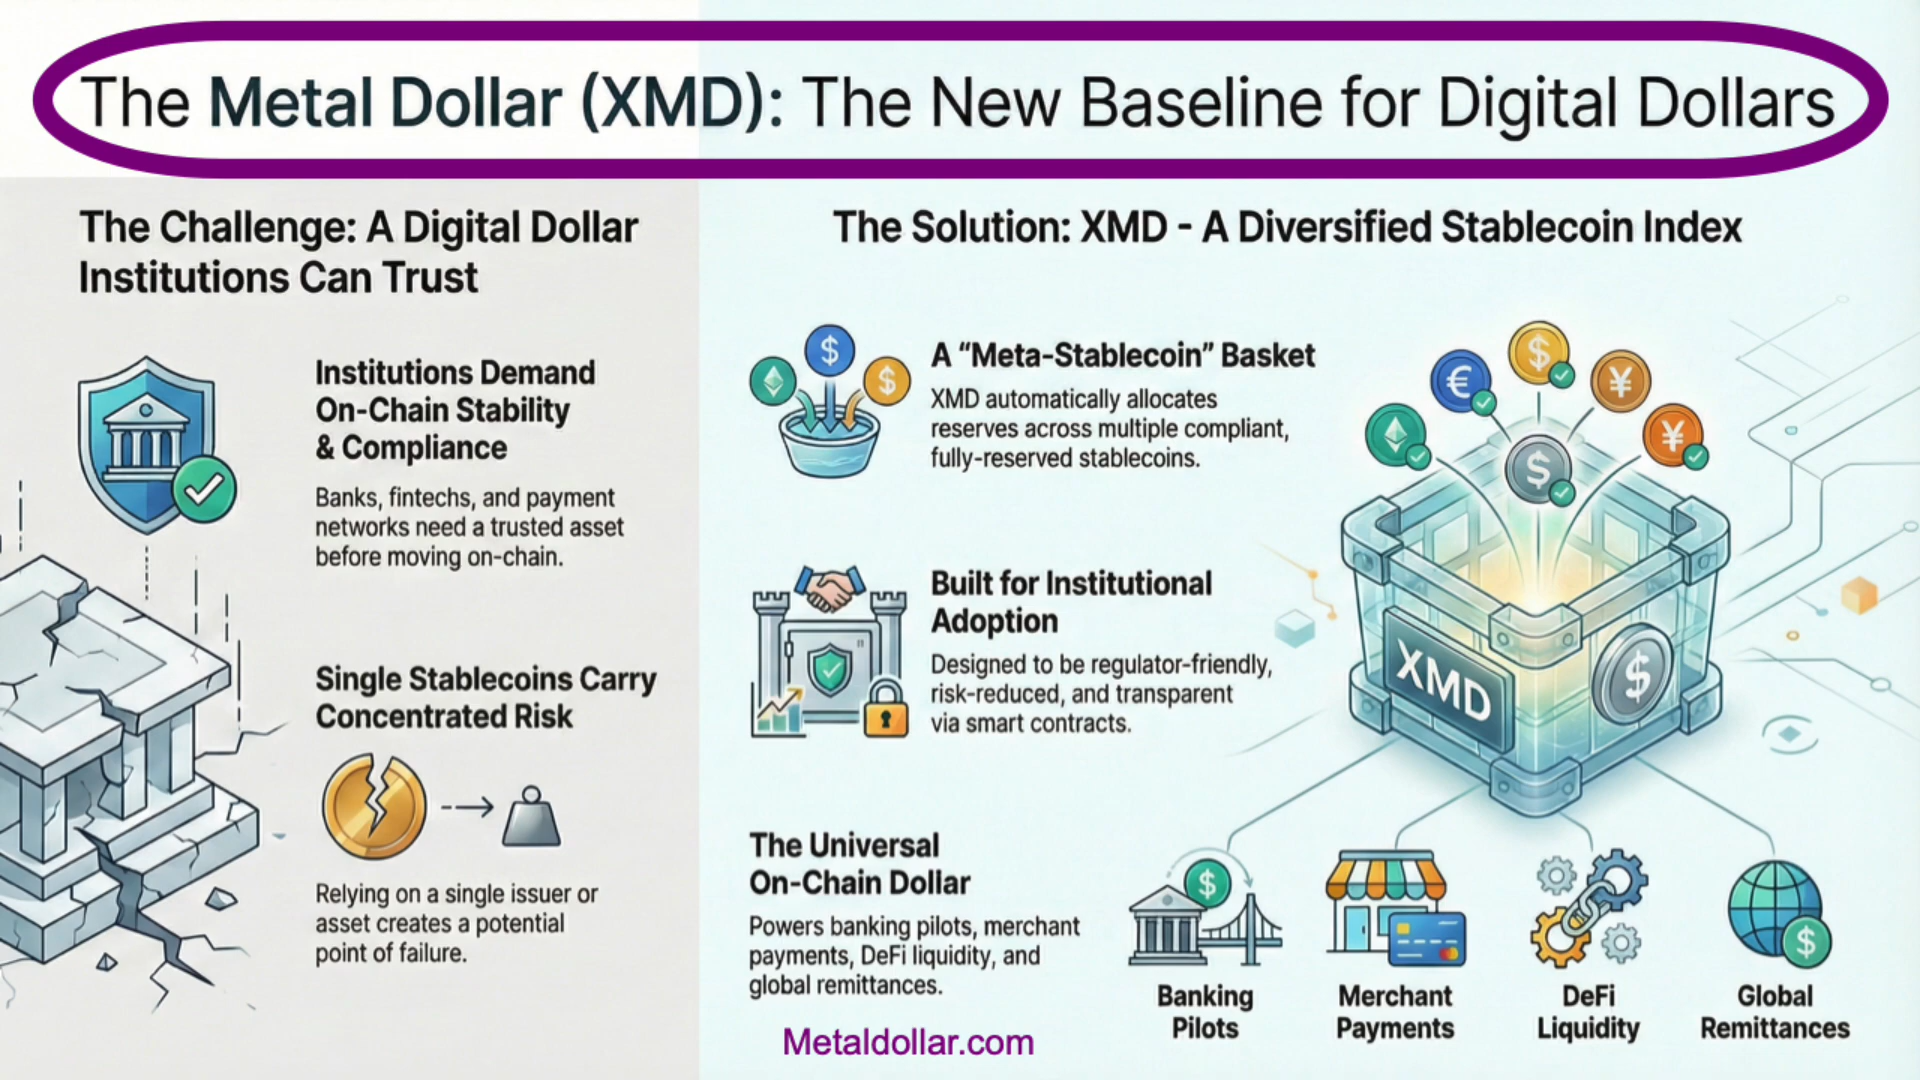 The Metal Dollar (XMD): The New Baseline for Digital Dollars
The Challenge: A Digital Dollar
Institutions Can Trust
Institutions Demand
On-Chain Stability
& Compliance
Banks, fintechs, and payment
networks need a trusted asset
before moving on-chain.
Single Stablecoins Carry
Concentrated Risk
Relying on a single issuer or
asset creates a potential
point of failure.
The Solution: XMD - A Diversified Stablecoin Index
$
$
A “Meta-Stablecoin” Basket
XMD automatically allocates
reserves across multiple compliant,
fully-reserved stablecoins.
Built for Institutional
Adoption
Designed to be regulator-friendly,
risk-reduced, and transparent
via smart contracts.
€
$
¥
¥
$
XMD
$
The Universal
On-Chain Dollar
Powers banking pilots, merchant
payments, DeFi liquidity, and
global remittances.
$
Banking
Pilots
Merchant
Payments
DeFi
Liquidity
$
Global
Remittances
Metaldollar.com